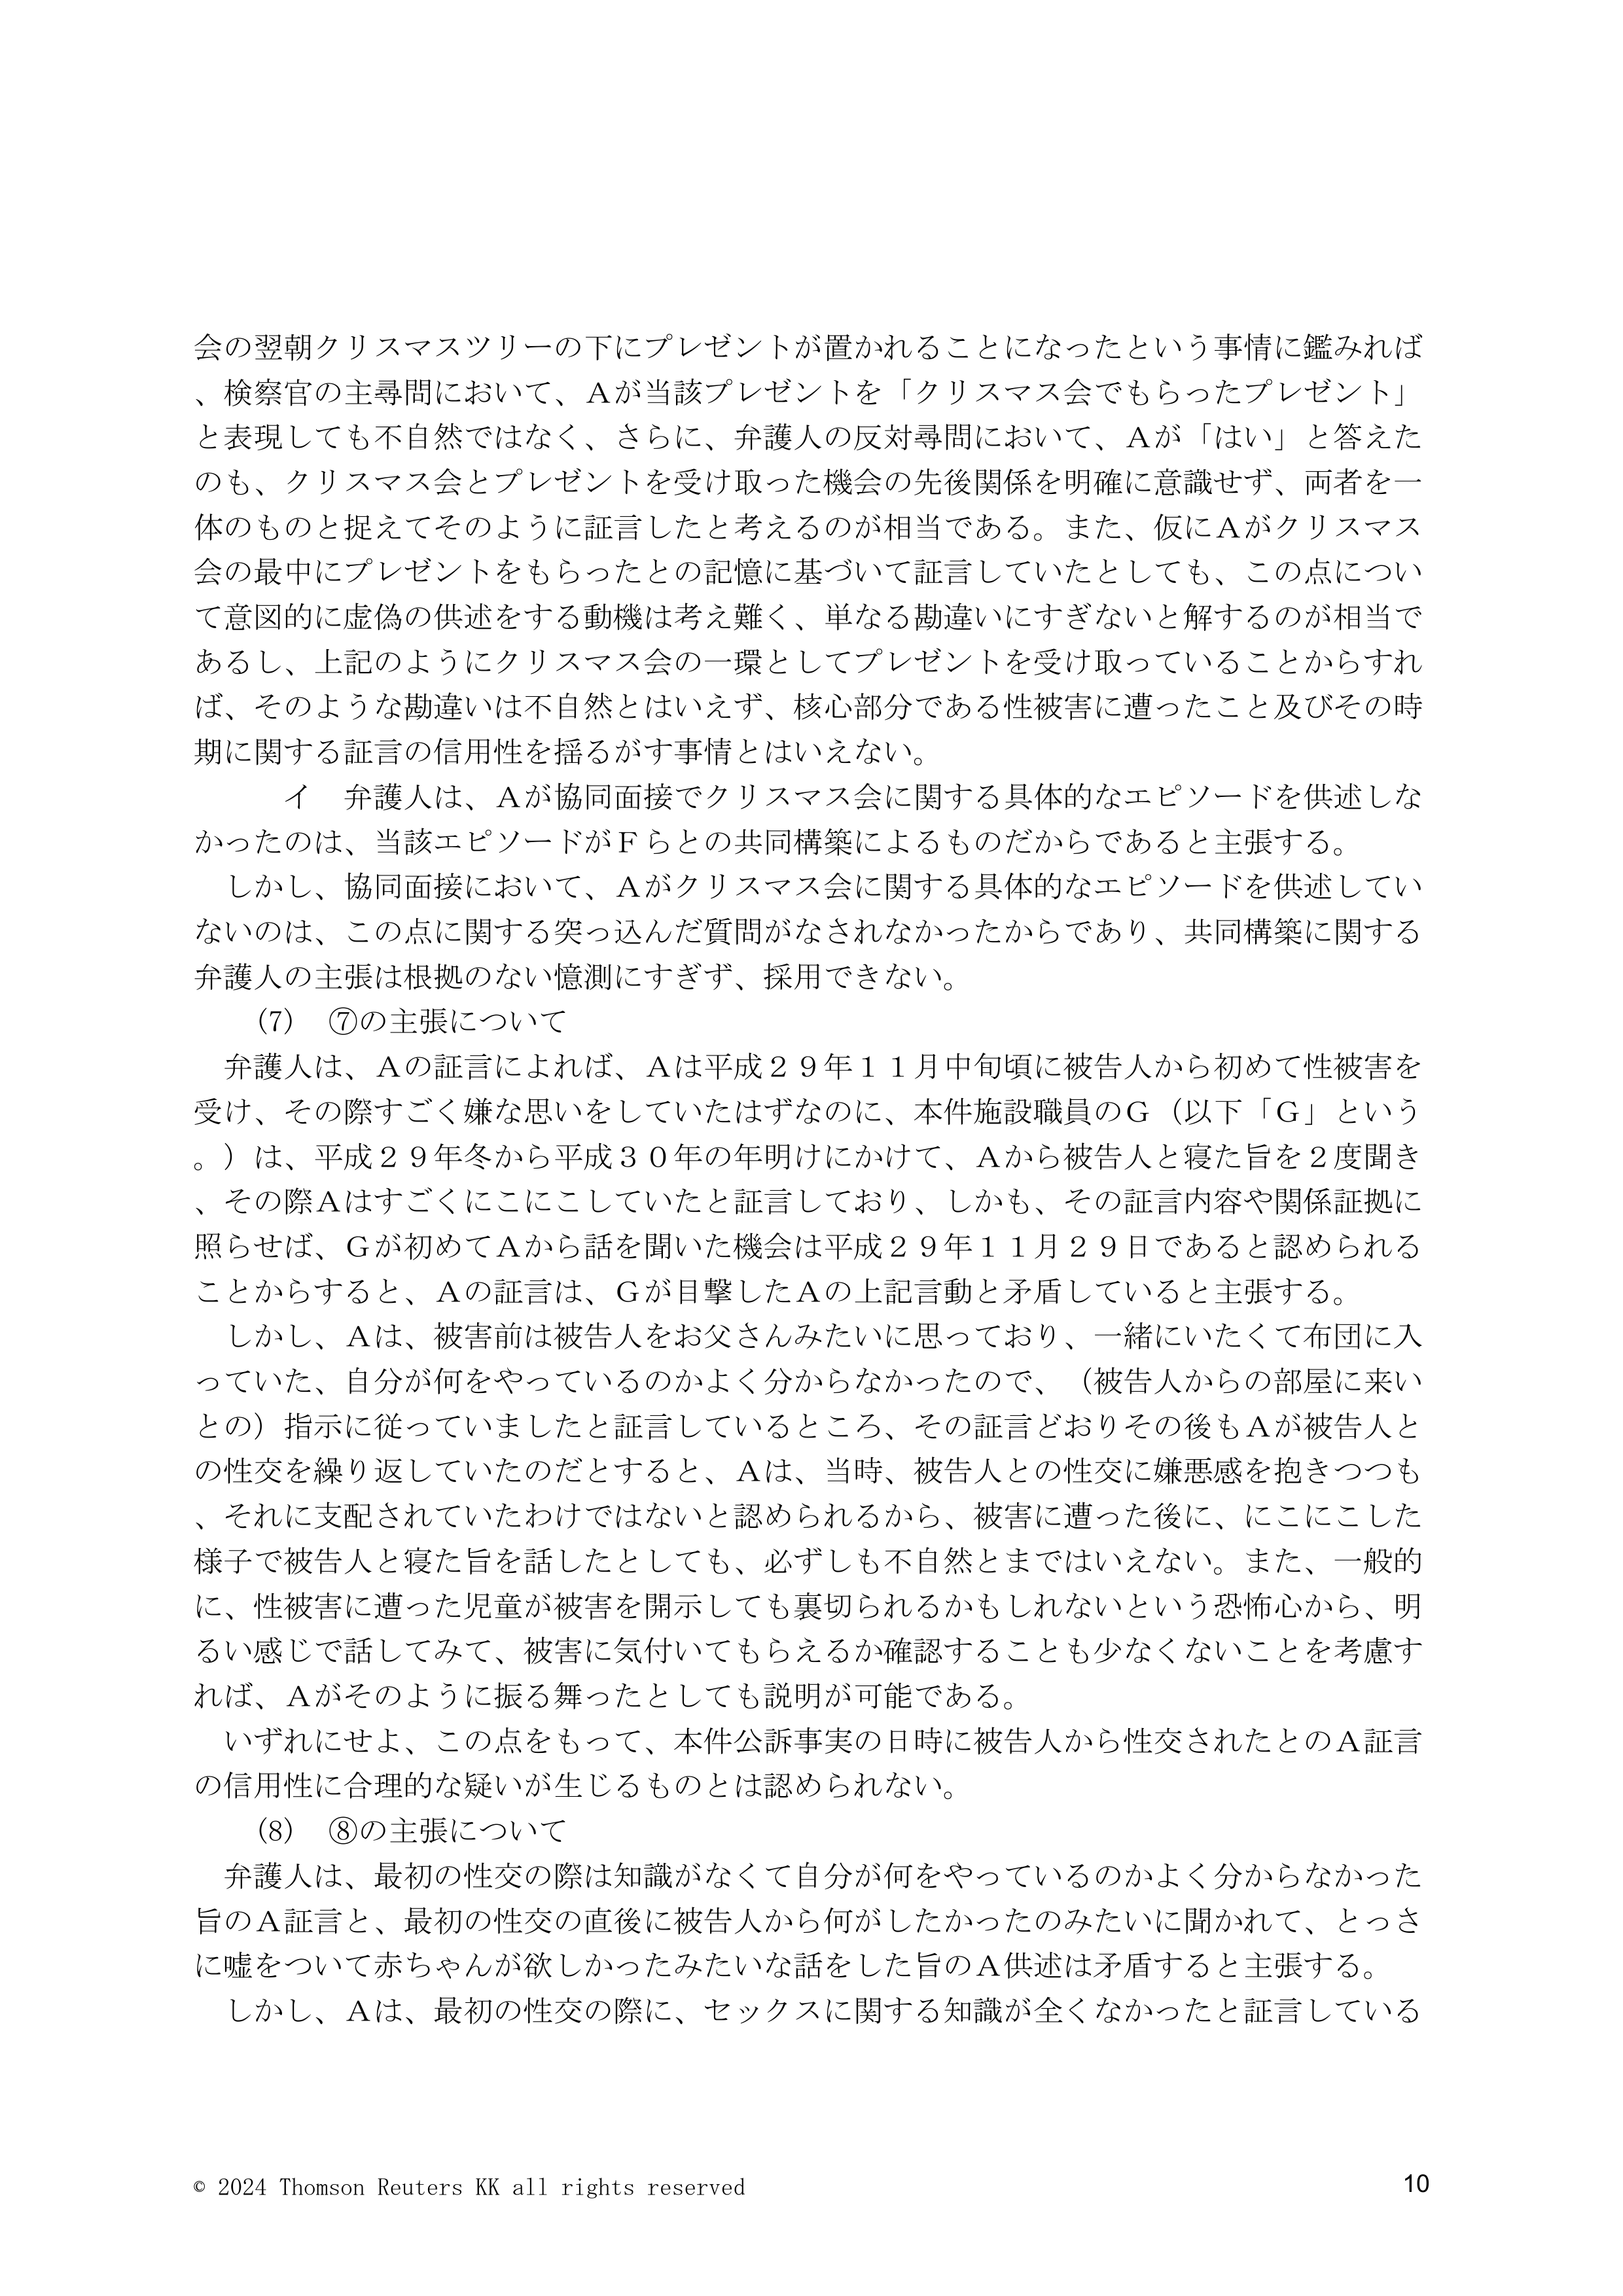 会の翌朝クリスマスツリーの下にプレゼントが置かれることになったという事情に鑑みれば
、検察官の主尋問において、Ａが当該プレゼントを「クリスマス会でもらったプレゼント」
と表現しても不自然ではなく、さらに、弁護人の反対尋問において、Ａが「はい」と答えた
のも、クリスマス会とプレゼントを受け取った機会の先後関係を明確に意識せず、両者を一
体のものと捉えてそのように証言したと考えるのが相当である。また、仮にＡがクリスマス
会の最中にプレゼントをもらったとの記憶に基づいて証言していたとしても、この点につい
て意図的に虚偽の供述をする動機は考え難く、単なる勘違いにすぎないと解するのが相当で
あるし、上記のようにクリスマス会の一環としてプレゼントを受け取っていることからすれ
ば、そのような勘違いは不自然とはいえず、核心部分である性被害に遭ったこと及びその時
期に関する証言の信用性を揺るがす事情とはいえない。
　　　イ　弁護人は、Ａが協同面接でクリスマス会に関する具体的なエピソードを供述しな
かったのは、当該エピソードがＦらとの共同構築によるものだからであると主張する。
　しかし、協同面接において、Ａがクリスマス会に関する具体的なエピソードを供述してい
ないのは、この点に関する突っ込んだ質問がなされなかったからであり、共同構築に関する
弁護人の主張は根拠のない憶測にすぎず、採用できない。
　　(7)　⑦の主張について
　弁護人は、Ａの証言によれば、Ａは平成２９年１１月中旬頃に被告人から初めて性被害を
受け、その際すごく嫌な思いをしていたはずなのに、本件施設職員のＧ（以下「Ｇ」という
。）は、平成２９年冬から平成３０年の年明けにかけて、Ａから被告人と寝た旨を２度聞き
、その際Ａはすごくにこにこしていたと証言しており、しかも、その証言内容や関係証拠に
照らせば、Ｇが初めてＡから話を聞いた機会は平成２９年１１月２９日であると認められる
ことからすると、Ａの証言は、Ｇが目撃したＡの上記言動と矛盾していると主張する。
　しかし、Ａは、被害前は被告人をお父さんみたいに思っており、一緒にいたくて布団に入
っていた、自分が何をやっているのかよく分からなかったので、（被告人からの部屋に来い
との）指示に従っていましたと証言しているところ、その証言どおりその後もＡが被告人と
の性交を繰り返していたのだとすると、Ａは、当時、被告人との性交に嫌悪感を抱きつつも
、それに支配されていたわけではないと認められるから、被害に遭った後に、にこにこした
様子で被告人と寝た旨を話したとしても、必ずしも不自然とまではいえない。また、一般的
に、性被害に遭った児童が被害を開示しても裏切られるかもしれないという恐怖心から、明
るい感じで話してみて、被害に気付いてもらえるか確認することも少なくないことを考慮す
れば、Ａがそのように振る舞ったとしても説明が可能である。
　いずれにせよ、この点をもって、本件公訴事実の日時に被告人から性交されたとのＡ証言
の信用性に合理的な疑いが生じるものとは認められない。
　　(8)　⑧の主張について
　弁護人は、最初の性交の際は知識がなくて自分が何をやっているのかよく分からなかった
旨のＡ証言と、最初の性交の直後に被告人から何がしたかったのみたいに聞かれて、とっさ
に嘘をついて赤ちゃんが欲しかったみたいな話をした旨のＡ供述は矛盾すると主張する。
　しかし、Ａは、最初の性交の際に、セックスに関する知識が全くなかったと証言している
© 2024 Thomson Reuters KK all rights reserved
10